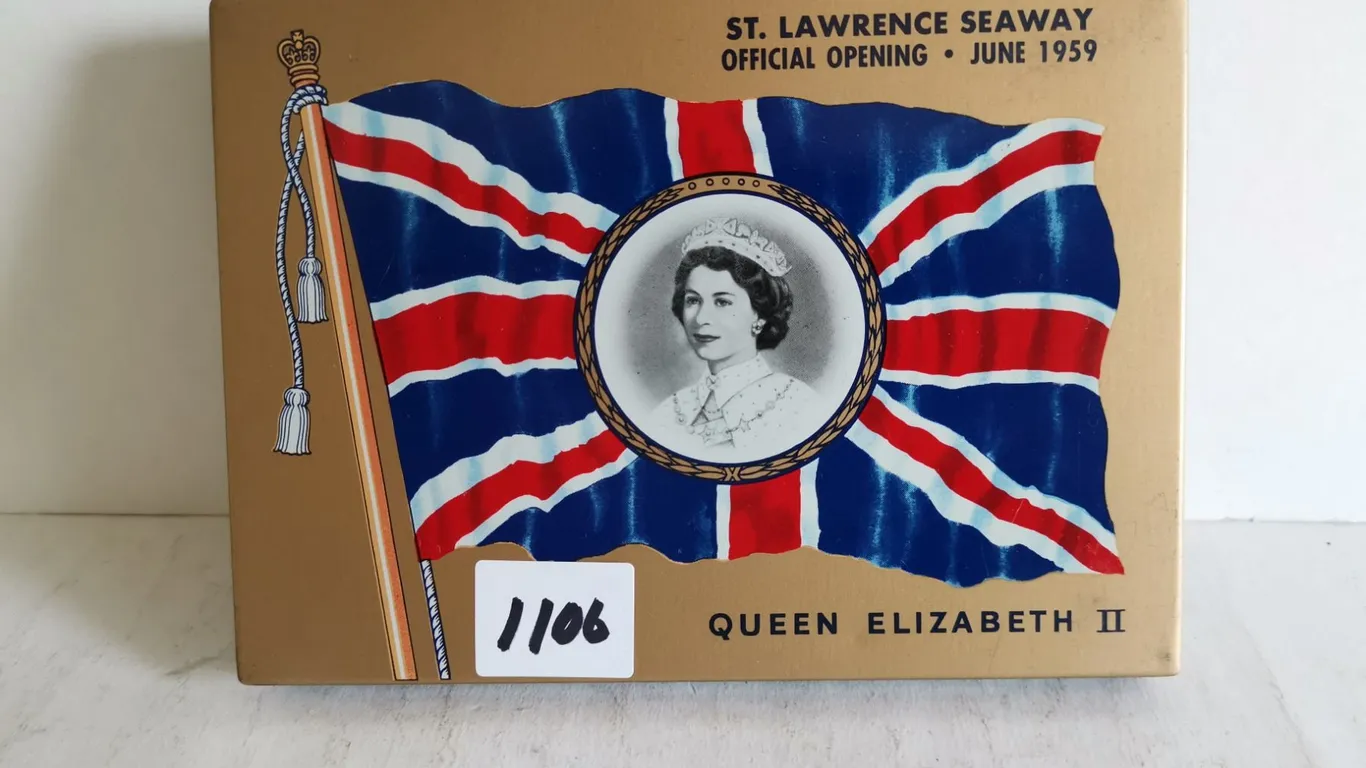 ST. LAWRENCE SEAWAY
OFFICIAL OPENING • JUNE 1959
1106
QUEEN ELIZABETH II